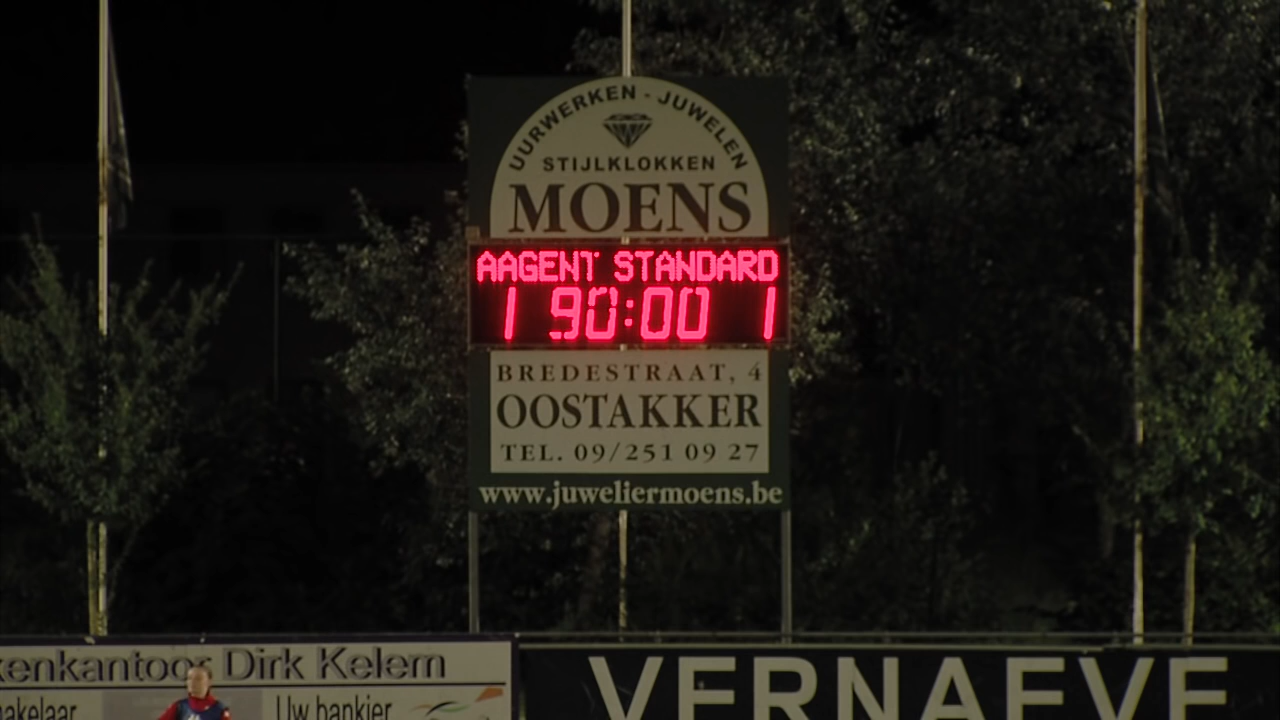 UURWERKEN - JUWELEN
STIJLKLOKKEN
MOENS
AAGENT STANDARD
1 90:00 1
BREDESTRAAT, 4
OOSTAKKER
TEL. 09/251 09 27
www.juweliermoens.be
kenkantoor Dirk Kelem
makelaar
Uw bankier
VERNAEVE